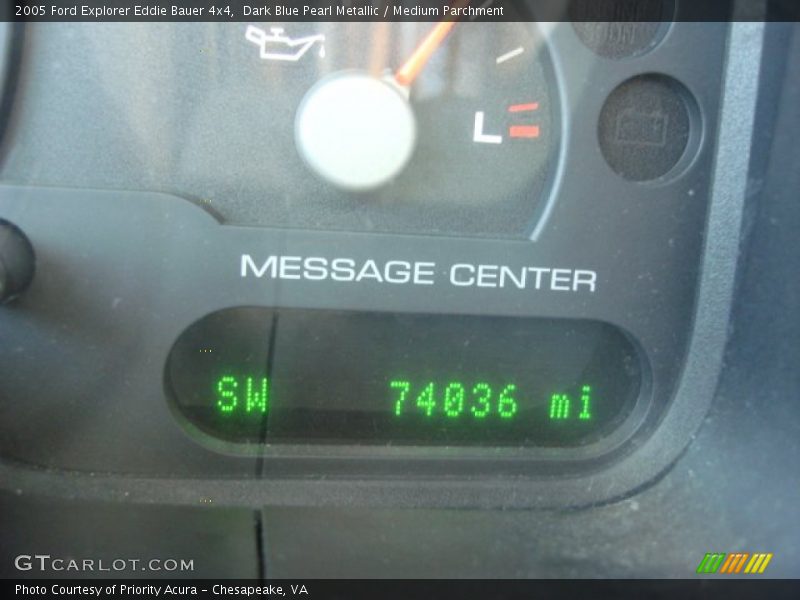 2005 Ford Explorer Eddie Bauer 4x4, Dark Blue Pearl Metallic / Medium Parchment
L
MESSAGE CENTER
SW 74036 mi
GTCARLOT.COM
Photo Courtesy of Priority Acura - Chesapeake, VA